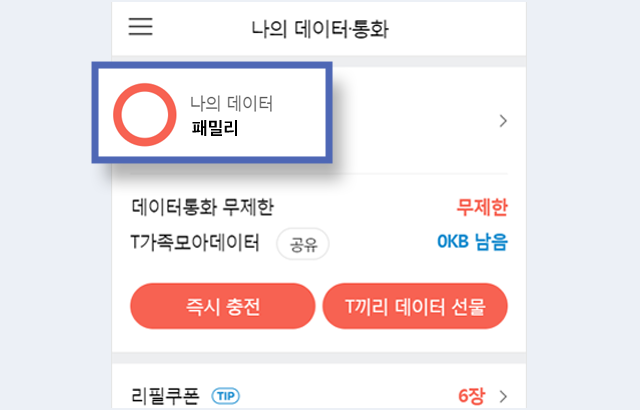 나의 데이터·통화
나의 데이터
패밀리
데이터통화 무제한 무제한
T가족모아데이터 공유 0KB 남음
즉시 충전 T끼리 데이터 선물
리필쿠폰 TIP 6장